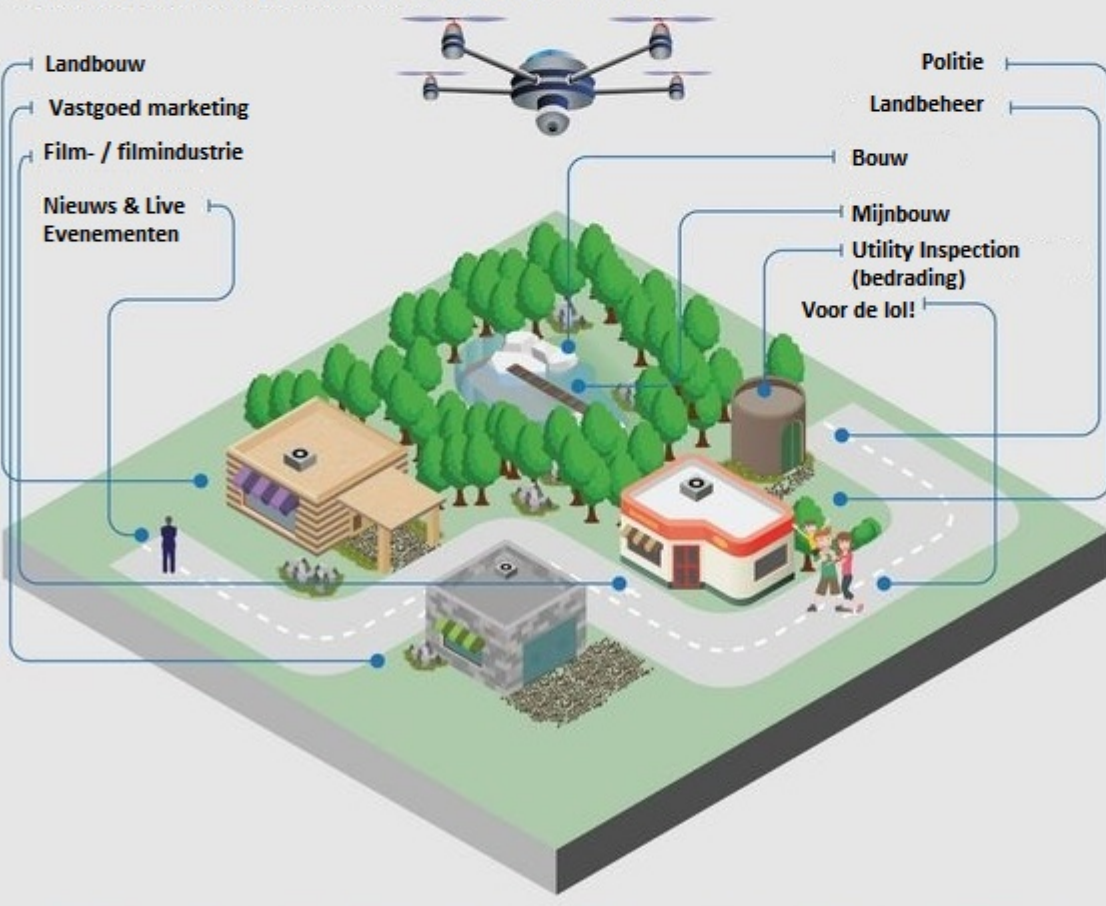 Landbouw
Vastgoed marketing
Film- / filmindustrie
Nieuws & Live
Evenementen
Politie
Landbeheer
Bouw
Mijnbouw
Utility Inspection
(bedrading)
Voor de lol!